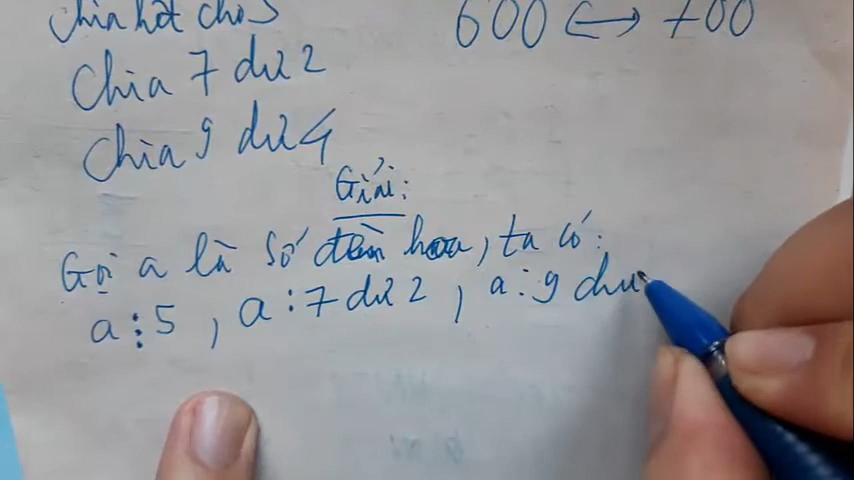 chia hết cho 5
600 ⟷ 700
Chia 7 dư 2
Chia 9 dư 4
Giải:
Gọi a là số đèn hoa, ta có:
a ⋮ 5 , a : 7 dư 2 , a : 9 dư